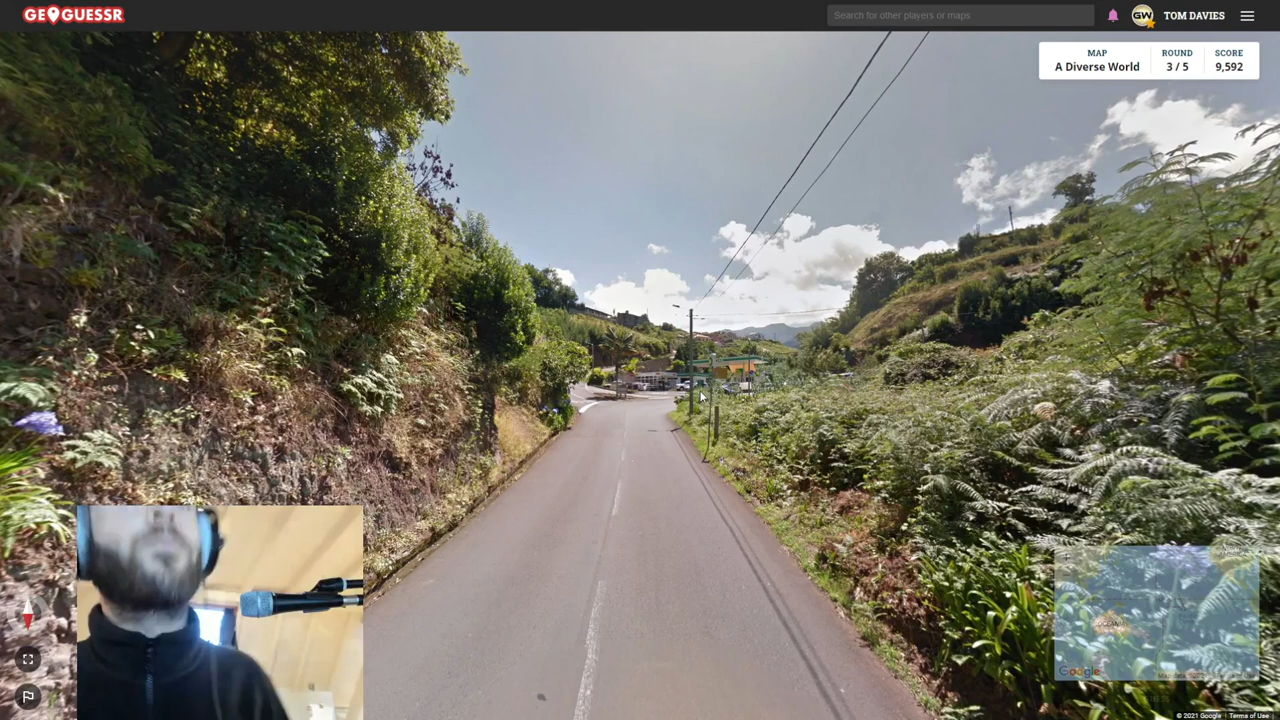 GEOGUESSR
Search for other players or maps
GW
TOM DAVIES
MAP
A Diverse World
ROUND
3 / 5
SCORE
9,592
Google
© 2021 Google
Terms of Use